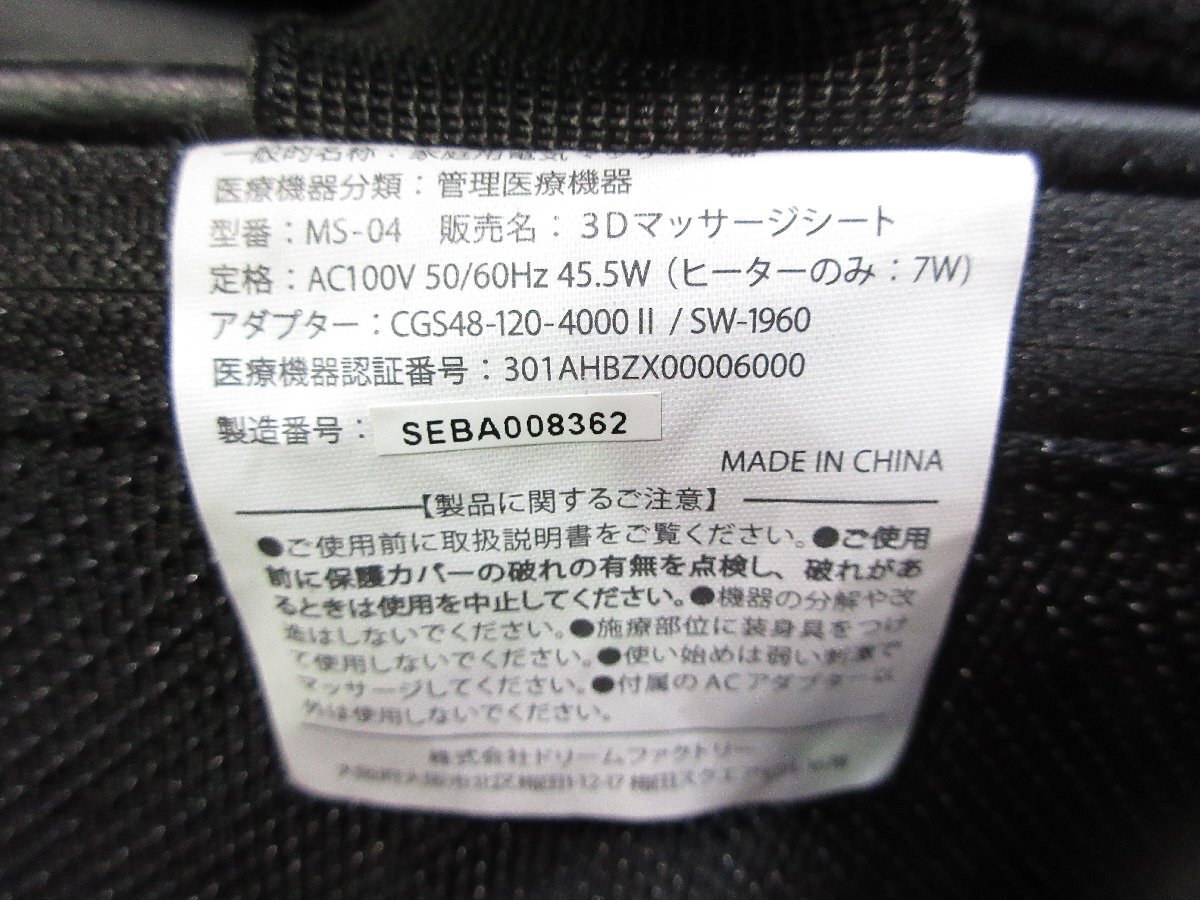 一般的名称：家庭用電気
医療機器分類：管理医療機器
型番：MS-04　販売名：3Dマッサージシート
定格：AC100V 50/60Hz 45.5W（ヒーターのみ：7W）
アダプター：CGS48-120-4000Ⅱ / SW-1960
医療機器認証番号：301AHBZX00006000
製造番号：SEBA008362
MADE IN CHINA
【製品に関するご注意】
●ご使用前に取扱説明書をご覧ください。●ご使用
前に保護カバーの破れの有無を点検し、破れがあ
るときは使用を中止してください。●機器の分解や改
造はしないでください。●施療部位に装身具をつけ
て使用しないでください。●使い始めは弱い刺激で
マッサージしてください。●付属のACアダプター以
外は使用しないでください。
株式会社ドリームファクトリー